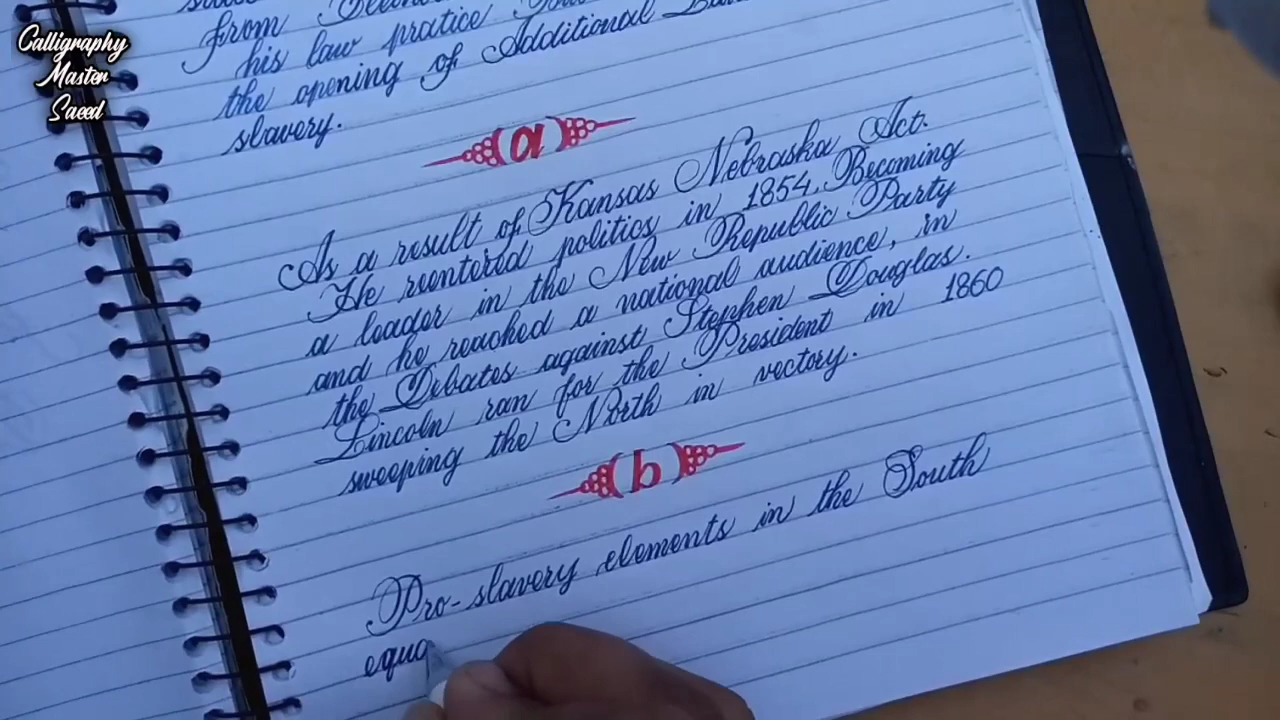 Calligraphy
Master
Saeed
from
his law practice
the opening of Additional
slavery.
(a)
As a result of Kansas Nebraska Act.
He reentered politics in 1854. Becoming
a leader in the New Republic Party
and he reached a national audience, in
the Debates against Stephen Douglas.
Lincoln ran for the President in 1860
sweeping the North in vectory.
(b)
Pro-slavery elements in the South
equa